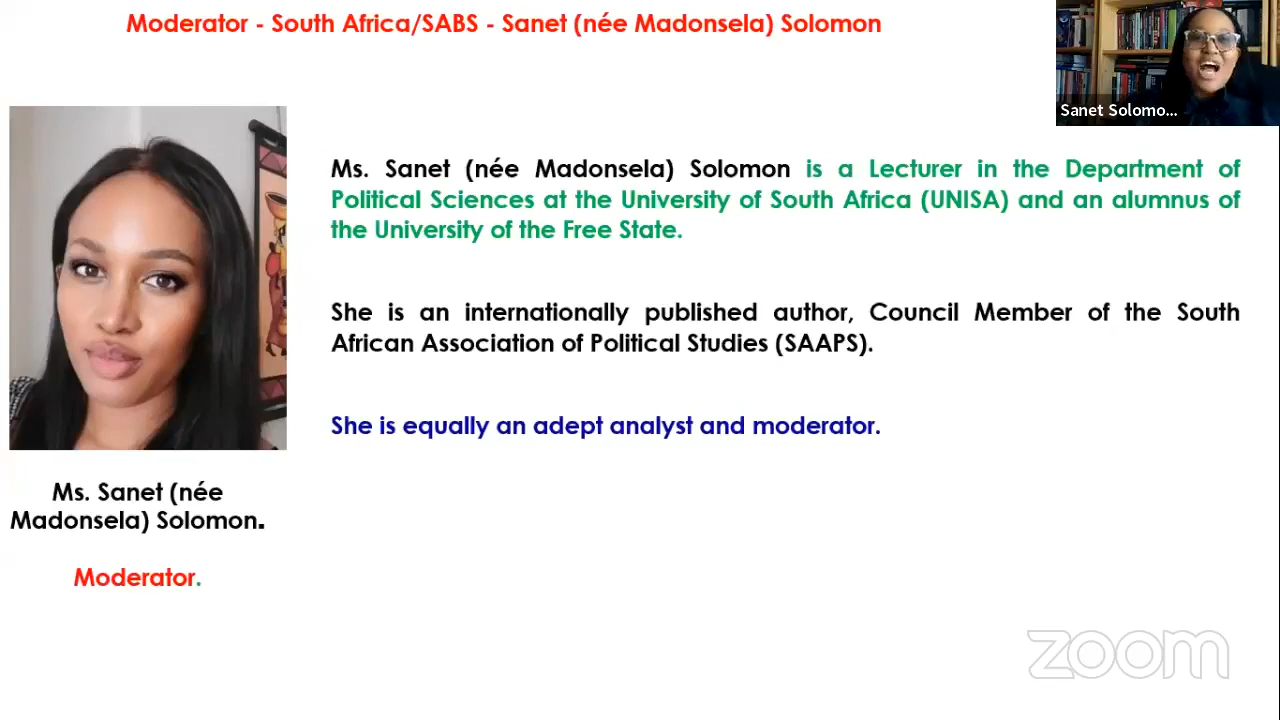 Moderator - South Africa/SABS - Sanet (née Madonsela) Solomon
Sanet Solomo...
Ms. Sanet (née Madonsela) Solomon is a Lecturer in the Department of
Political Sciences at the University of South Africa (UNISA) and an alumnus of
the University of the Free State.
She is an internationally published author, Council Member of the South
African Association of Political Studies (SAAPS).
She is equally an adept analyst and moderator.
Ms. Sanet (née
Madonsela) Solomon.
Moderator.
zoom